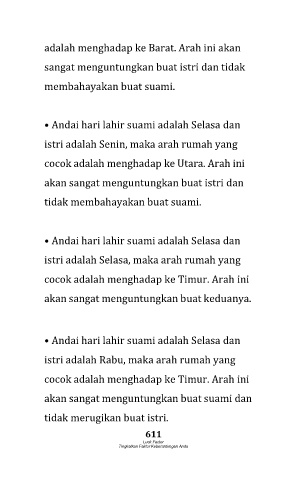 adalah menghadap ke Barat. Arah ini akan
sangat menguntungkan buat istri dan tidak
membahayakan buat suami.
• Andai hari lahir suami adalah Selasa dan
istri adalah Senin, maka arah rumah yang
cocok adalah menghadap ke Utara. Arah ini
akan sangat menguntungkan buat istri dan
tidak membahayakan buat suami.
• Andai hari lahir suami adalah Selasa dan
istri adalah Selasa, maka arah rumah yang
cocok adalah menghadap ke Timur. Arah ini
akan sangat menguntungkan buat keduanya.
• Andai hari lahir suami adalah Selasa dan
istri adalah Rabu, maka arah rumah yang
cocok adalah menghadap ke Timur. Arah ini
akan sangat menguntungkan buat suami dan
tidak merugikan buat istri.
611
Luck Factor
Tingkatkan Faktor Keberuntungan Anda